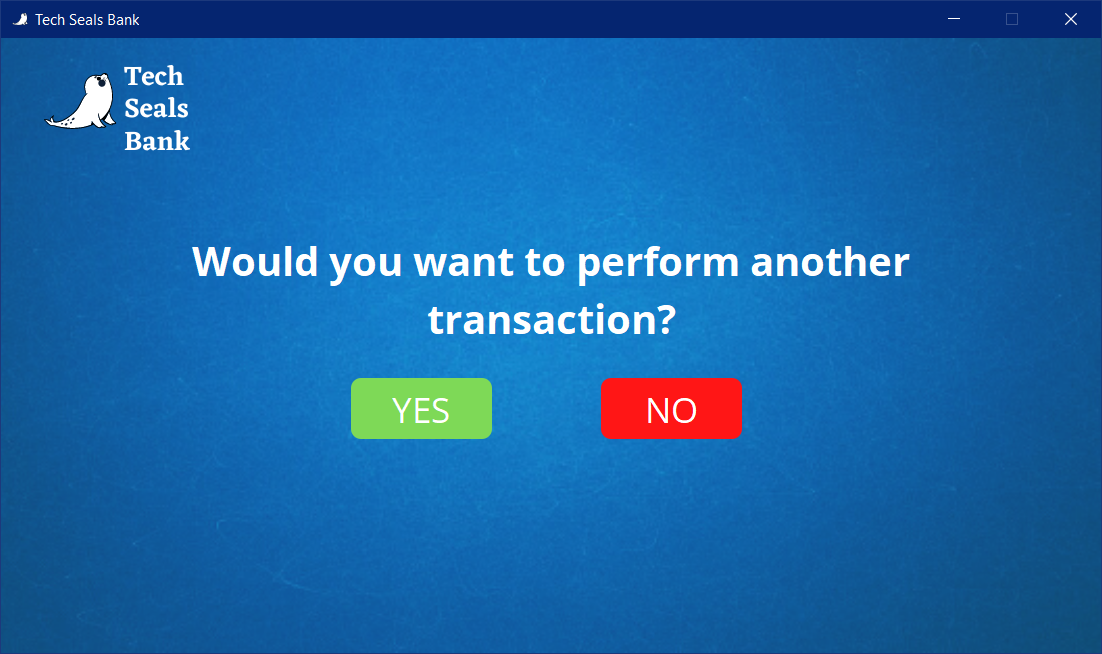 Tech Seals Bank
Tech
Seals
Bank
Would you want to perform another
transaction?
YES
NO